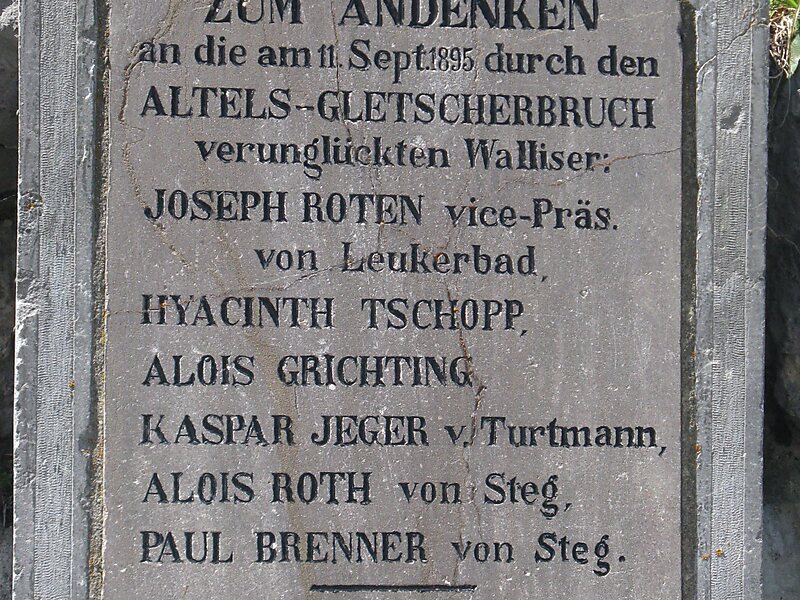 ZUM ANDENKEN
an die am 11. Sept. 1895 durch den
ALTELS-GLETSCHERBRUCH
verunglückten Walliser:
JOSEPH ROTEN vice-Präs.
von Leukerbad,
HYACINTH TSCHOPP,
ALOIS GRICHTING,
KASPAR JEGER v. Turtmann,
ALOIS ROTH von Steg,
PAUL BRENNER von Steg.